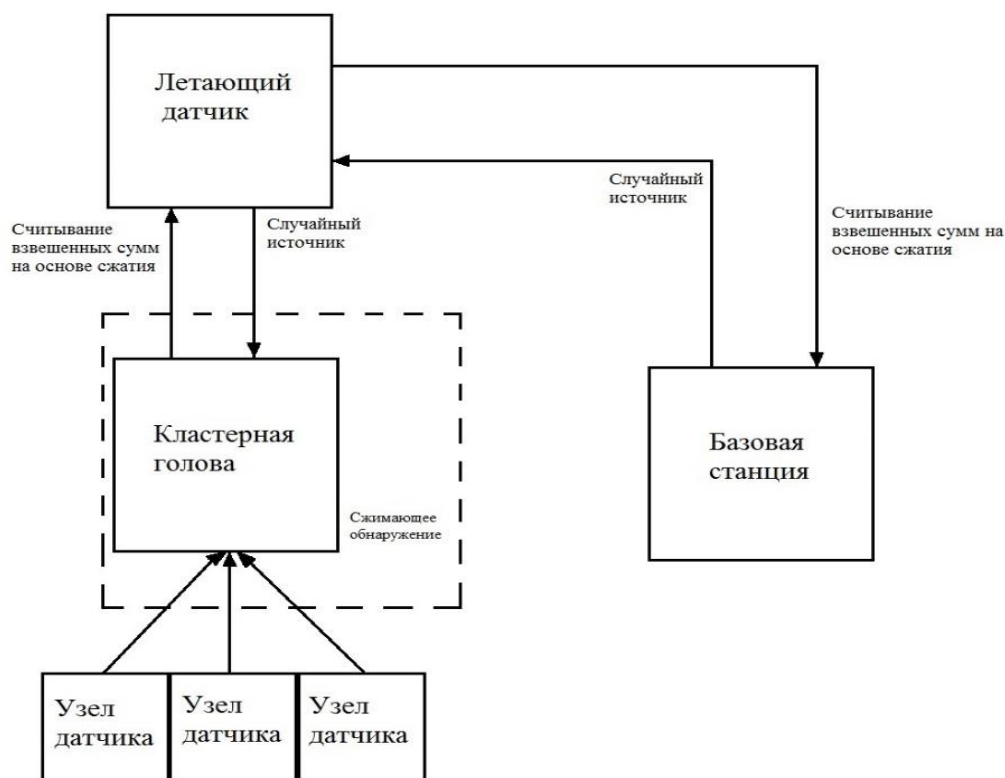 Летающий
датчик
Случайный
источник
Считывание
взвешенных сумм
на основе сжатия
Случайный
источник
Считывание
взвешенных сумм на
основе сжатия
Кластерная
голова
Базовая
станция
Сжимающее
обнаружение
Узел
датчика
Узел
датчика
Узел
датчика